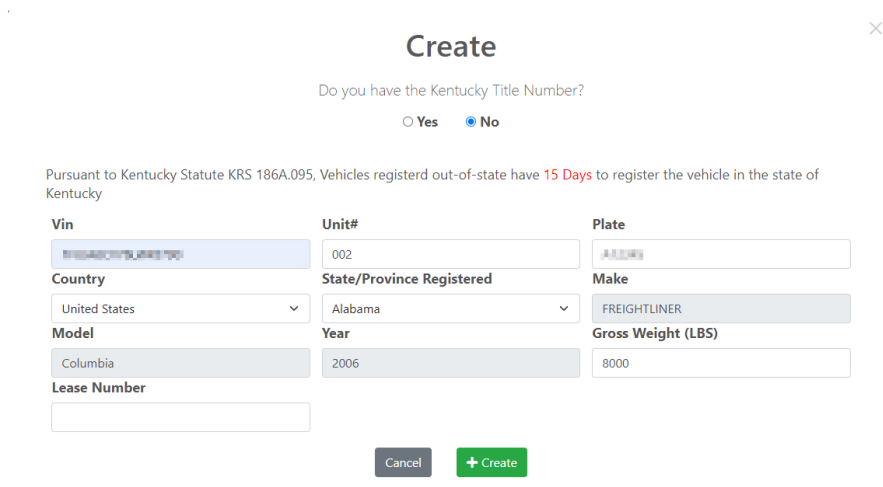 Create
Do you have the Kentucky Title Number?
Yes No
Pursuant to Kentucky Statute KRS 186A.095, Vehicles registerd out-of-state have 15 Days to register the vehicle in the state of
Kentucky
Vin Unit# Plate
002
Country State/Province Registered Make
United States Alabama FREIGHTLINER
Model Year Gross Weight (LBS)
Columbia 2006 8000
Lease Number
Cancel + Create